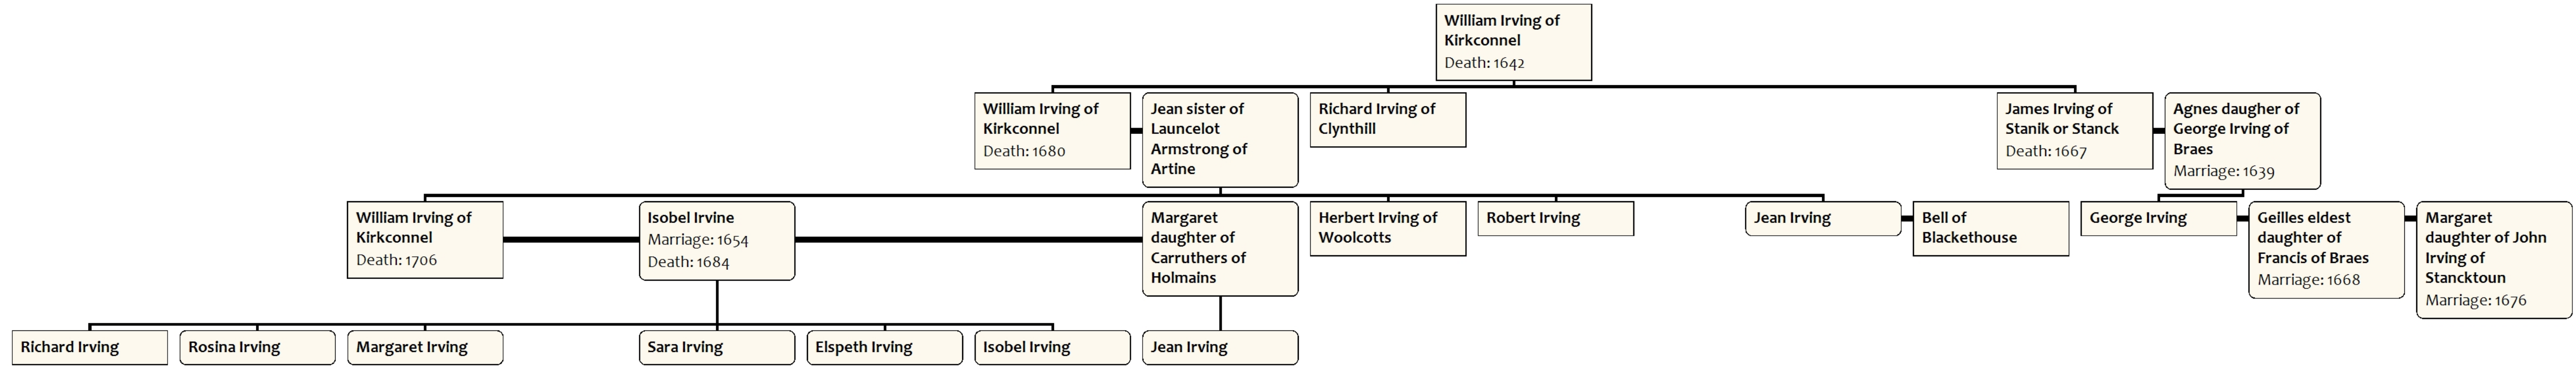 William Irving of
Kirkconnel
Death: 1642
William Irving of
Kirkconnel
Death: 1680
Jean sister of
Launcelot
Armstrong of
Artine
Richard Irving of
Clynthill
James Irving of
Stanik or Stanck
Death: 1667
Agnes daugher of
George Irving of
Braes
Marriage: 1639
William Irving of
Kirkconnel
Death: 1706
Isobel Irvine
Marriage: 1654
Death: 1684
Margaret
daughter of
Carruthers of
Holmains
Herbert Irving of
Woolcotts
Robert Irving
Jean Irving
Bell of
Blackethouse
George Irving
Geilles eldest
daughter of
Francis of Braes
Marriage: 1668
Margaret
daughter of John
Irving of
Stancktoun
Marriage: 1676
Richard Irving
Rosina Irving
Margaret Irving
Sara Irving
Elspeth Irving
Isobel Irving
Jean Irving